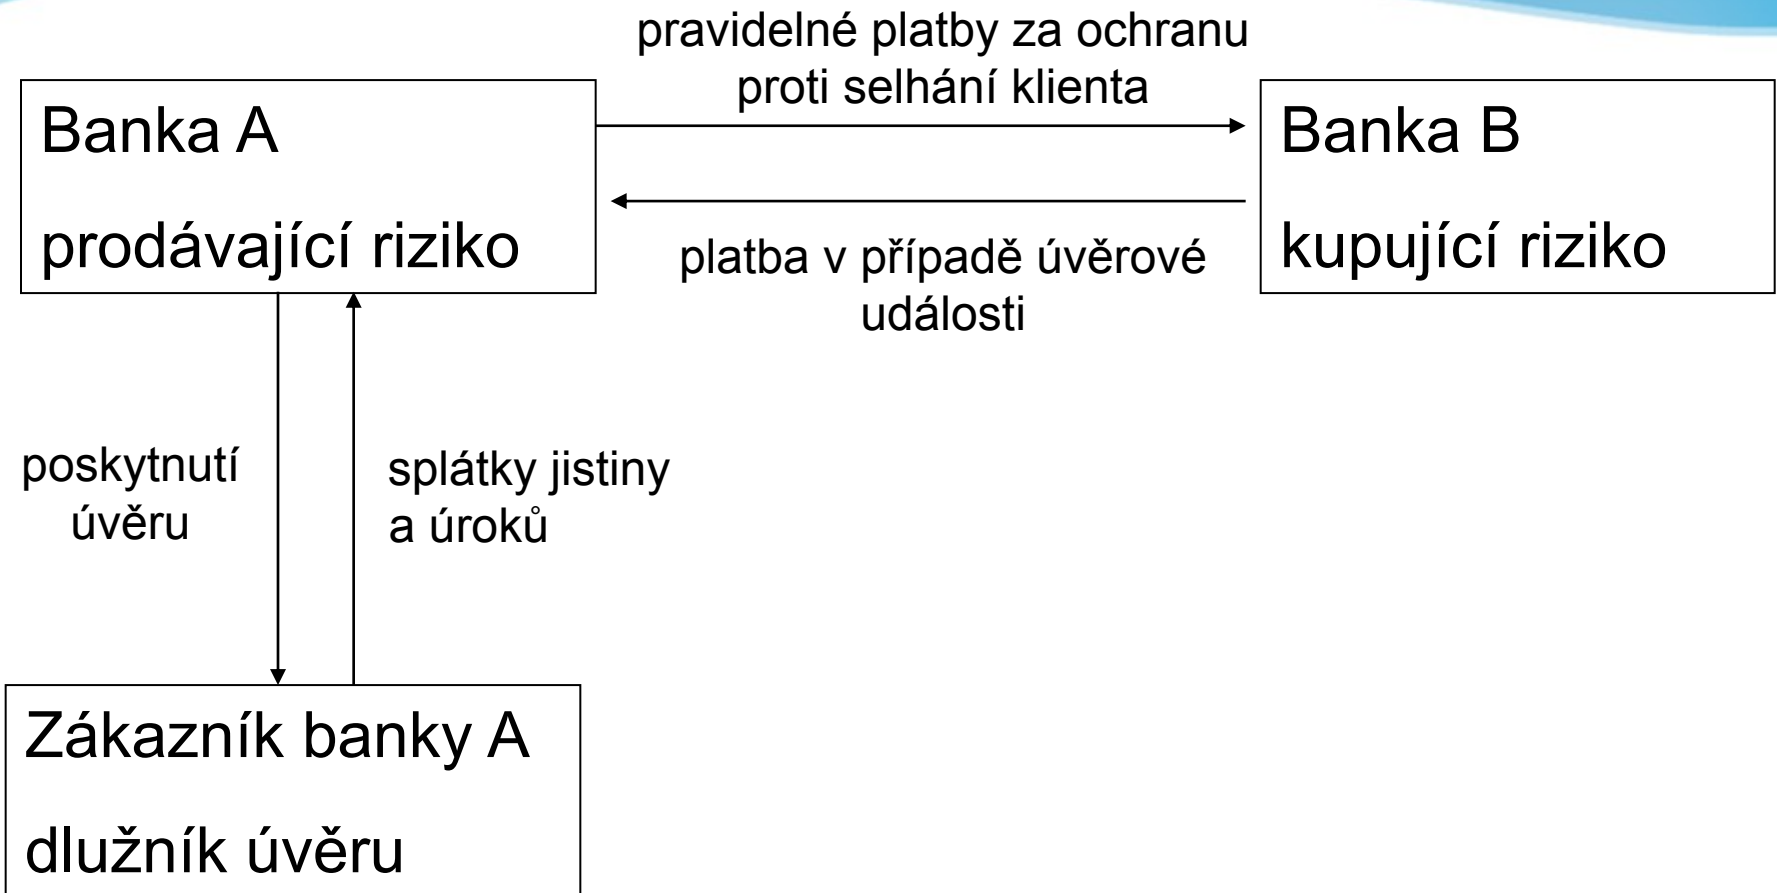 pravidelné platby za ochranu
proti selhání klienta
Banka A
prodávající riziko
Banka B
kupující riziko
platba v případě úvěrové
události
poskytnutí
úvěru
splátky jistiny
a úroků
Zákazník banky A
dlužník úvěru